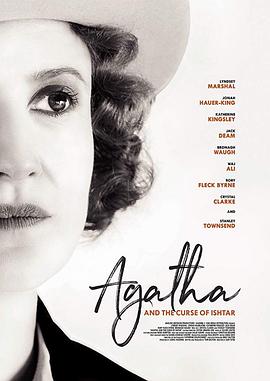 LYNDSEY
MARSHAL
JONAH
HAUER-KING
KATHERINE
KINGSLEY
JACK
DEAM
BRONAGH
WAUGH
WAJ
ALI
RORY
FLECK BYRNE
CRYSTAL
CLARKE
AND
STANLEY
TOWNSEND
Agatha
AND THE CURSE OF ISHTAR